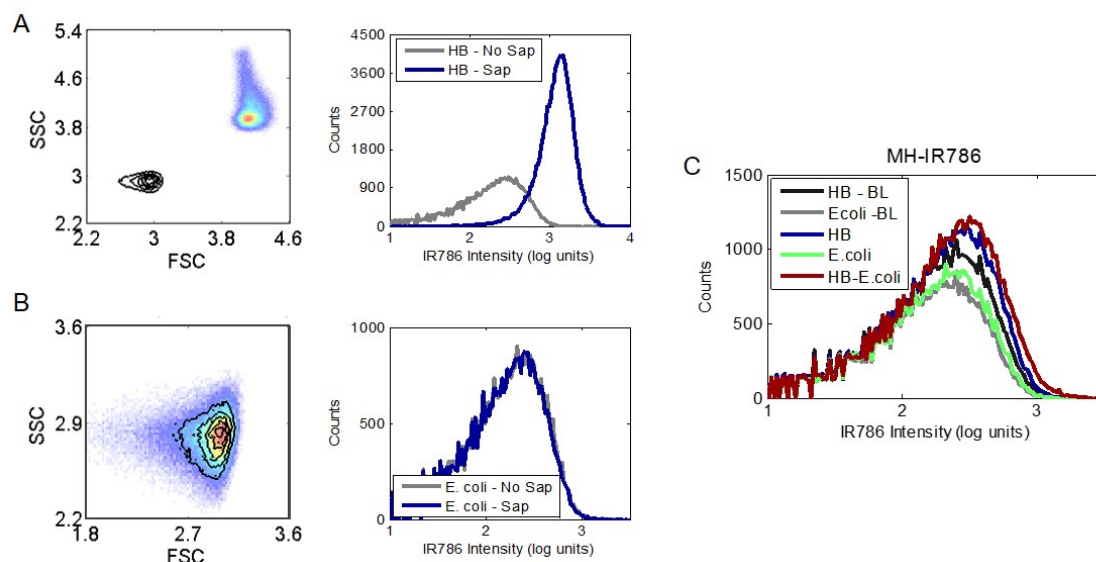 A
5.4
4.6
3.8
3
2.2
SSC
2.2 3 3.8 4.6
FSC
4500
3600
2700
1800
900
0
Counts
HB - No Sap
HB - Sap
1 2 3 4
IR786 Intensity (log units)
B
3.6
2.9
2.2
SSC
1.8 2.7 3.6
FSC
1000
500
0
Counts
E. coli - No Sap
E. coli - Sap
1 2 3
IR786 Intensity (log units)
C
MH-IR786
1500
1000
500
0
Counts
HB - BL
Ecoli -BL
HB
E.coli
HB-E.coli
1 2 3
IR786 Intensity (log units)